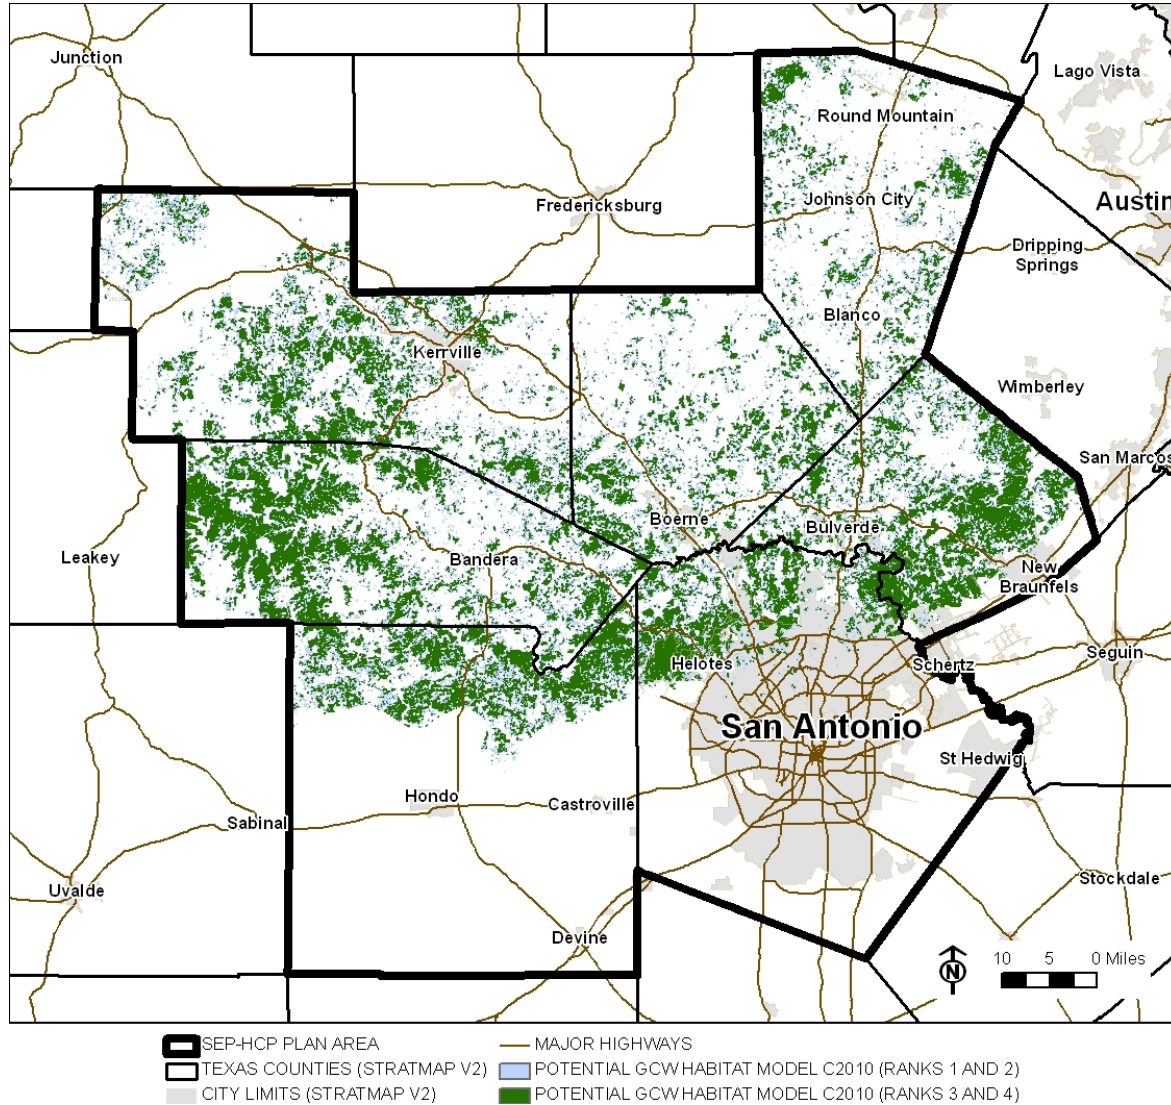 Junction
Lago Vista
Round Mountain
Austin
Fredericksburg
Johnson City
Dripping
Springs
Blanco
Kerrville
Wimberley
San Marcos
Boerne
Bulverde
Leakey
Bandera
New
Braunfels
Helotes
Schertz
Seguin
San Antonio
St Hedwig
Hondo
Castroville
Sabinal
Uvalde
Stockdale
Devine
N
10 5 0 Miles
SEP-HCP PLAN AREA
MAJOR HIGHWAYS
TEXAS COUNTIES (STRATMAP V2)
POTENTIAL GCW HABITAT MODEL C2010 (RANKS 1 AND 2)
CITY LIMITS (STRATMAP V2)
POTENTIAL GCW HABITAT MODEL C2010 (RANKS 3 AND 4)